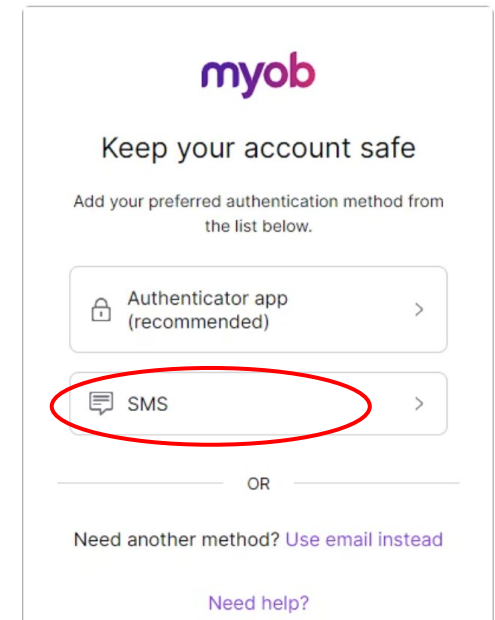 myob
Keep your account safe
Add your preferred authentication method from
the list below.
Authenticator app
(recommended)
SMS
OR
Need another method? Use email instead
Need help?